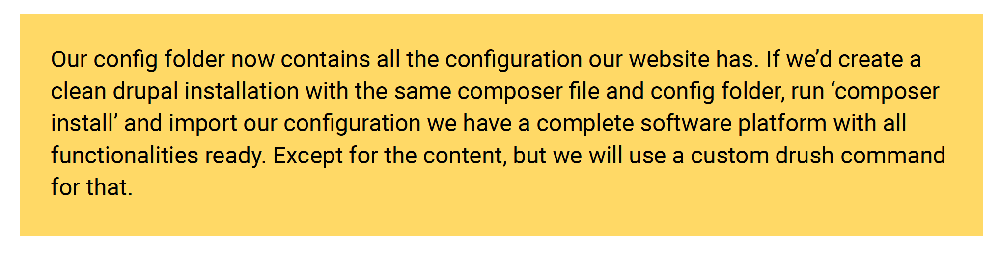 Our config folder now contains all the configuration our website has. If we’d create a
clean drupal installation with the same composer file and config folder, run ‘composer
install’ and import our configuration we have a complete software platform with all
functionalities ready. Except for the content, but we will use a custom drush command
for that.